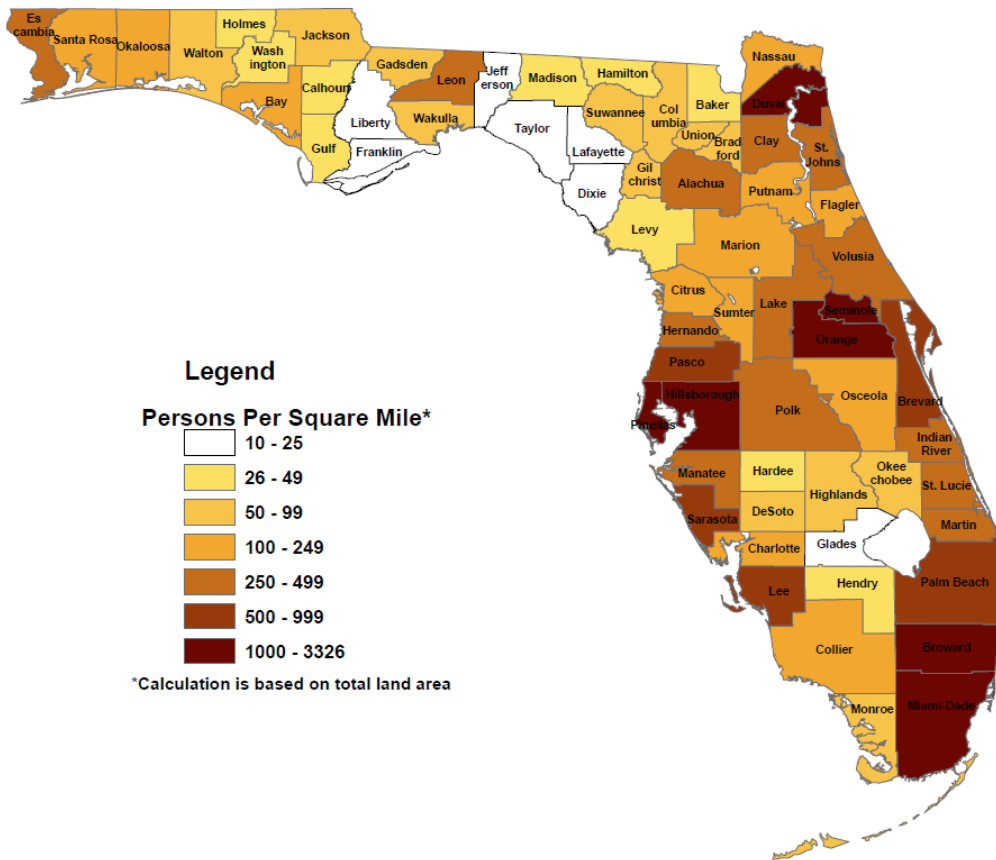 Es
cambia
Santa Rosa
Okaloosa
Walton
Holmes
Wash
ington
Jackson
Bay
Calhoun
Gulf
Liberty
Franklin
Gadsden
Leon
Wakulla
Jeff
erson
Madison
Taylor
Hamilton
Suwannee
Lafayette
Dixie
Col
umbia
Baker
Union
Brad
ford
Gil
christ
Alachua
Levy
Nassau
Duval
Clay
St.
Johns
Putnam
Flagler
Marion
Volusia
Citrus
Sumter
Lake
Seminole
Orange
Hernando
Pasco
Hillsborough
Pinellas
Polk
Osceola
Brevard
Indian
River
Manatee
Hardee
Highlands
Okee
chobee
St. Lucie
Sarasota
DeSoto
Martin
Charlotte
Glades
Lee
Hendry
Palm Beach
Collier
Broward
Monroe
Miami-Dade
Legend
Persons Per Square Mile*
10 - 25
26 - 49
50 - 99
100 - 249
250 - 499
500 - 999
1000 - 3326
*Calculation is based on total land area